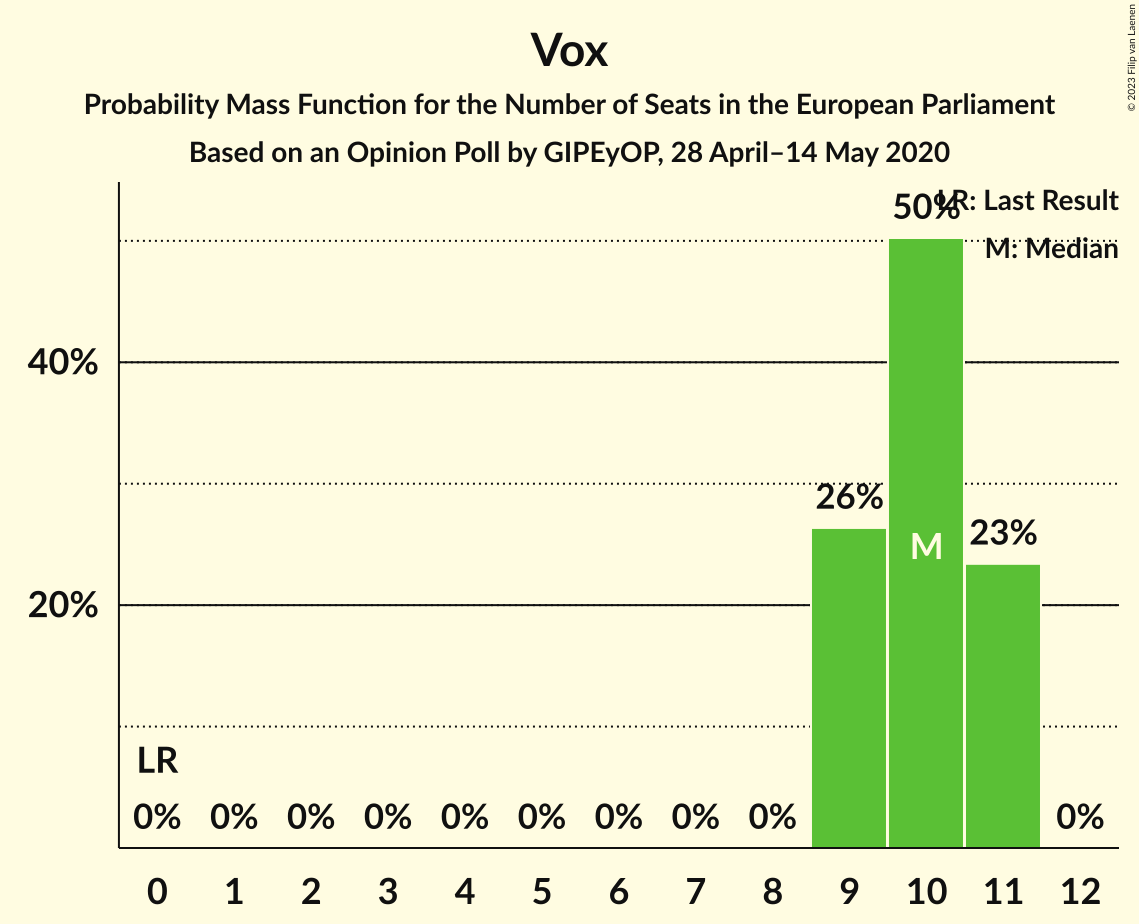 Vox
Probability Mass Function for the Number of Seats in the European Parliament
Based on an Opinion Poll by GIPEyOP, 28 April–14 May 2020
© 2023 Filip van Laenen
LR: Last Result
M: Median
50%
40%
26%
M
23%
20%
LR
0% 0% 0% 0% 0% 0% 0% 0% 0% 0%
0 1 2 3 4 5 6 7 8 9 10 11 12